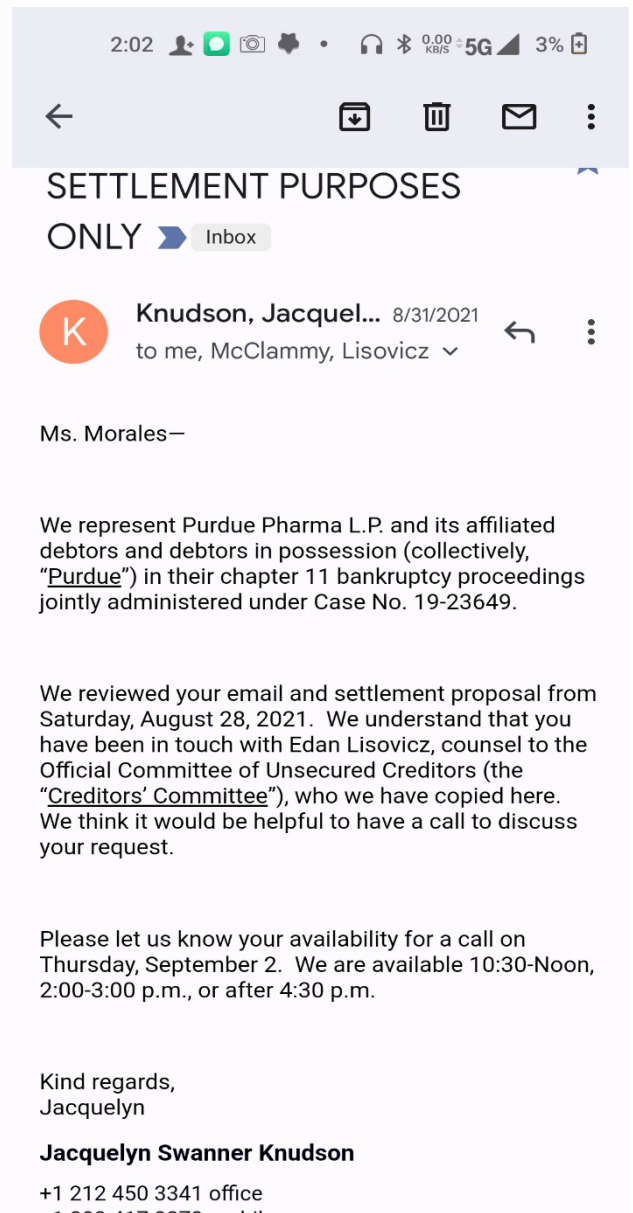 2:02 0.00 KB/S 5G 3%
SETTLEMENT PURPOSES
ONLY Inbox
K
Knudson, Jacquel... 8/31/2021
to me, McClammy, Lisovicz
Ms. Morales—
We represent Purdue Pharma L.P. and its affiliated
debtors and debtors in possession (collectively,
“Purdue”) in their chapter 11 bankruptcy proceedings
jointly administered under Case No. 19-23649.
We reviewed your email and settlement proposal from
Saturday, August 28, 2021.  We understand that you
have been in touch with Edan Lisovicz, counsel to the
Official Committee of Unsecured Creditors (the
“Creditors’ Committee”), who we have copied here.
We think it would be helpful to have a call to discuss
your request.
Please let us know your availability for a call on
Thursday, September 2.  We are available 10:30-Noon,
2:00-3:00 p.m., or after 4:30 p.m.
Kind regards,
Jacquelyn
Jacquelyn Swanner Knudson
+1 212 450 3341 office